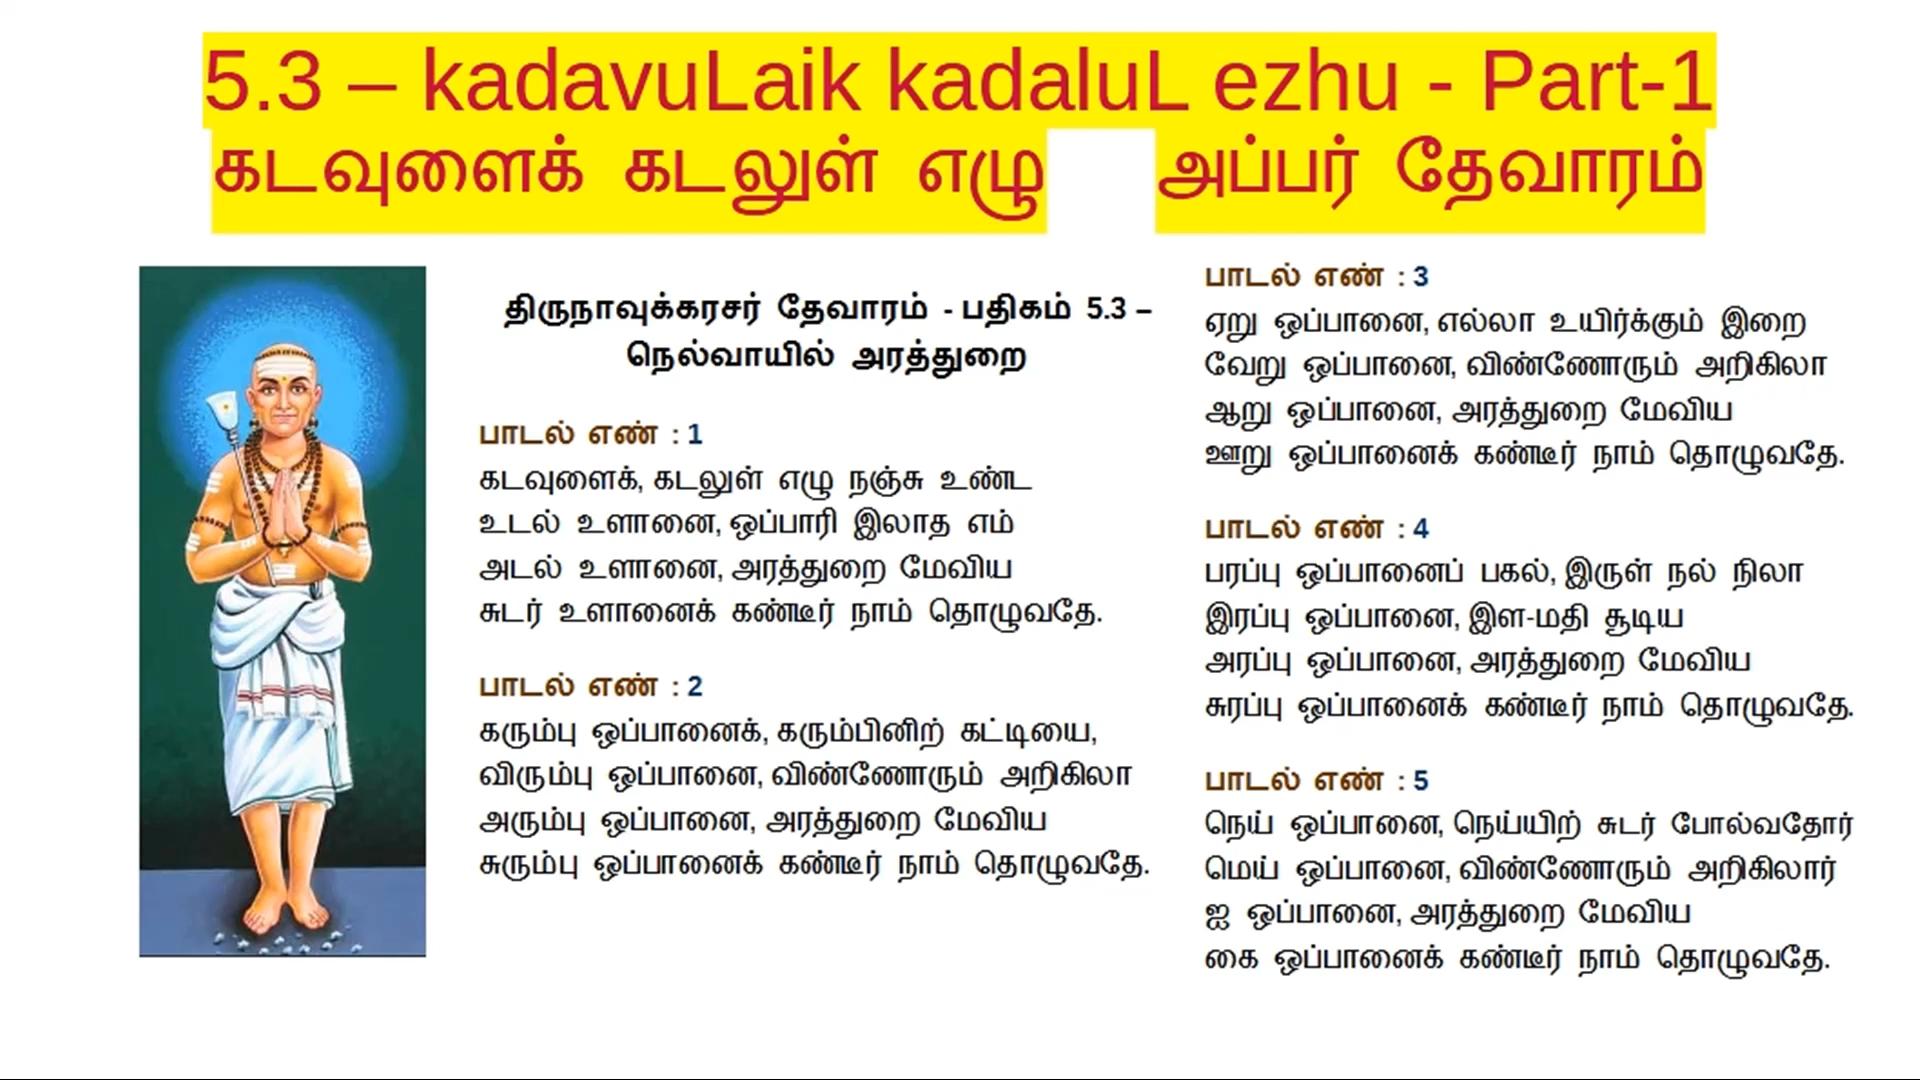 5.3 – kadavuLaik kadaluL ezhu - Part-1
கடவுளைக் கடலுள் எழு அப்பர் தேவாரம்
திருநாவுக்கரசர் தேவாரம் - பதிகம் 5.3 –
நெல்வாயில் அரத்துறை
பாடல் எண் : 1
கடவுளைக், கடலுள் எழு நஞ்சு உண்ட
உடல் உளானை, ஒப்பாரி இலாத எம்
அடல் உளானை, அரத்துறை மேவிய
சுடர் உளானைக் கண்டீர் நாம் தொழுவதே.
பாடல் எண் : 2
கரும்பு ஒப்பானைக், கரும்பினிற் கட்டியை,
விரும்பு ஒப்பானை, விண்ணோரும் அறிகிலா
அரும்பு ஒப்பானை, அரத்துறை மேவிய
சுரும்பு ஒப்பானைக் கண்டீர் நாம் தொழுவதே.
பாடல் எண் : 3
ஏறு ஒப்பானை, எல்லா உயிர்க்கும் இறை
வேறு ஒப்பானை, விண்ணோரும் அறிகிலா
ஆறு ஒப்பானை, அரத்துறை மேவிய
ஊறு ஒப்பானைக் கண்டீர் நாம் தொழுவதே.
பாடல் எண் : 4
பரப்பு ஒப்பானைப் பகல், இருள் நல் நிலா
இரப்பு ஒப்பானை, இள-மதி சூடிய
அரப்பு ஒப்பானை, அரத்துறை மேவிய
சுரப்பு ஒப்பானைக் கண்டீர் நாம் தொழுவதே.
பாடல் எண் : 5
நெய் ஒப்பானை, நெய்யிற் சுடர் போல்வதோர்
மெய் ஒப்பானை, விண்ணோரும் அறிகிலார்
ஐ ஒப்பானை, அரத்துறை மேவிய
கை ஒப்பானைக் கண்டீர் நாம் தொழுவதே.